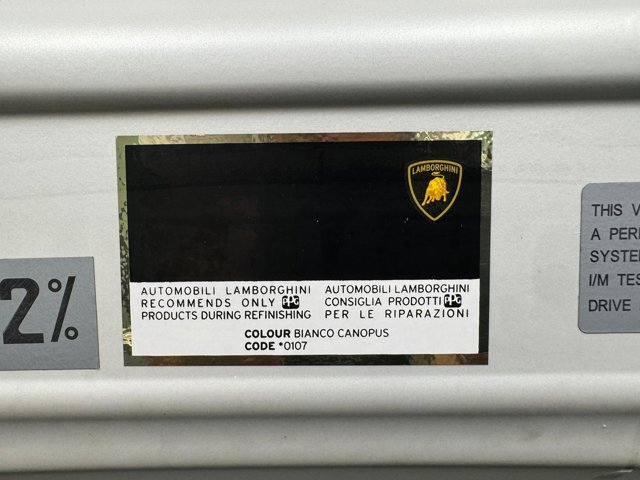 LAMBORGHINI
AUTOMOBILI LAMBORGHINI
RECOMMENDS ONLY PPG
PRODUCTS DURING REFINISHING
AUTOMOBILI LAMBORGHINI
CONSIGLIA PRODOTTI PPG
PER LE RIPARAZIONI
COLOUR BIANCO CANOPUS
CODE *0107
2%
THIS V
A PER
SYSTE
I/M TES
DRIVE